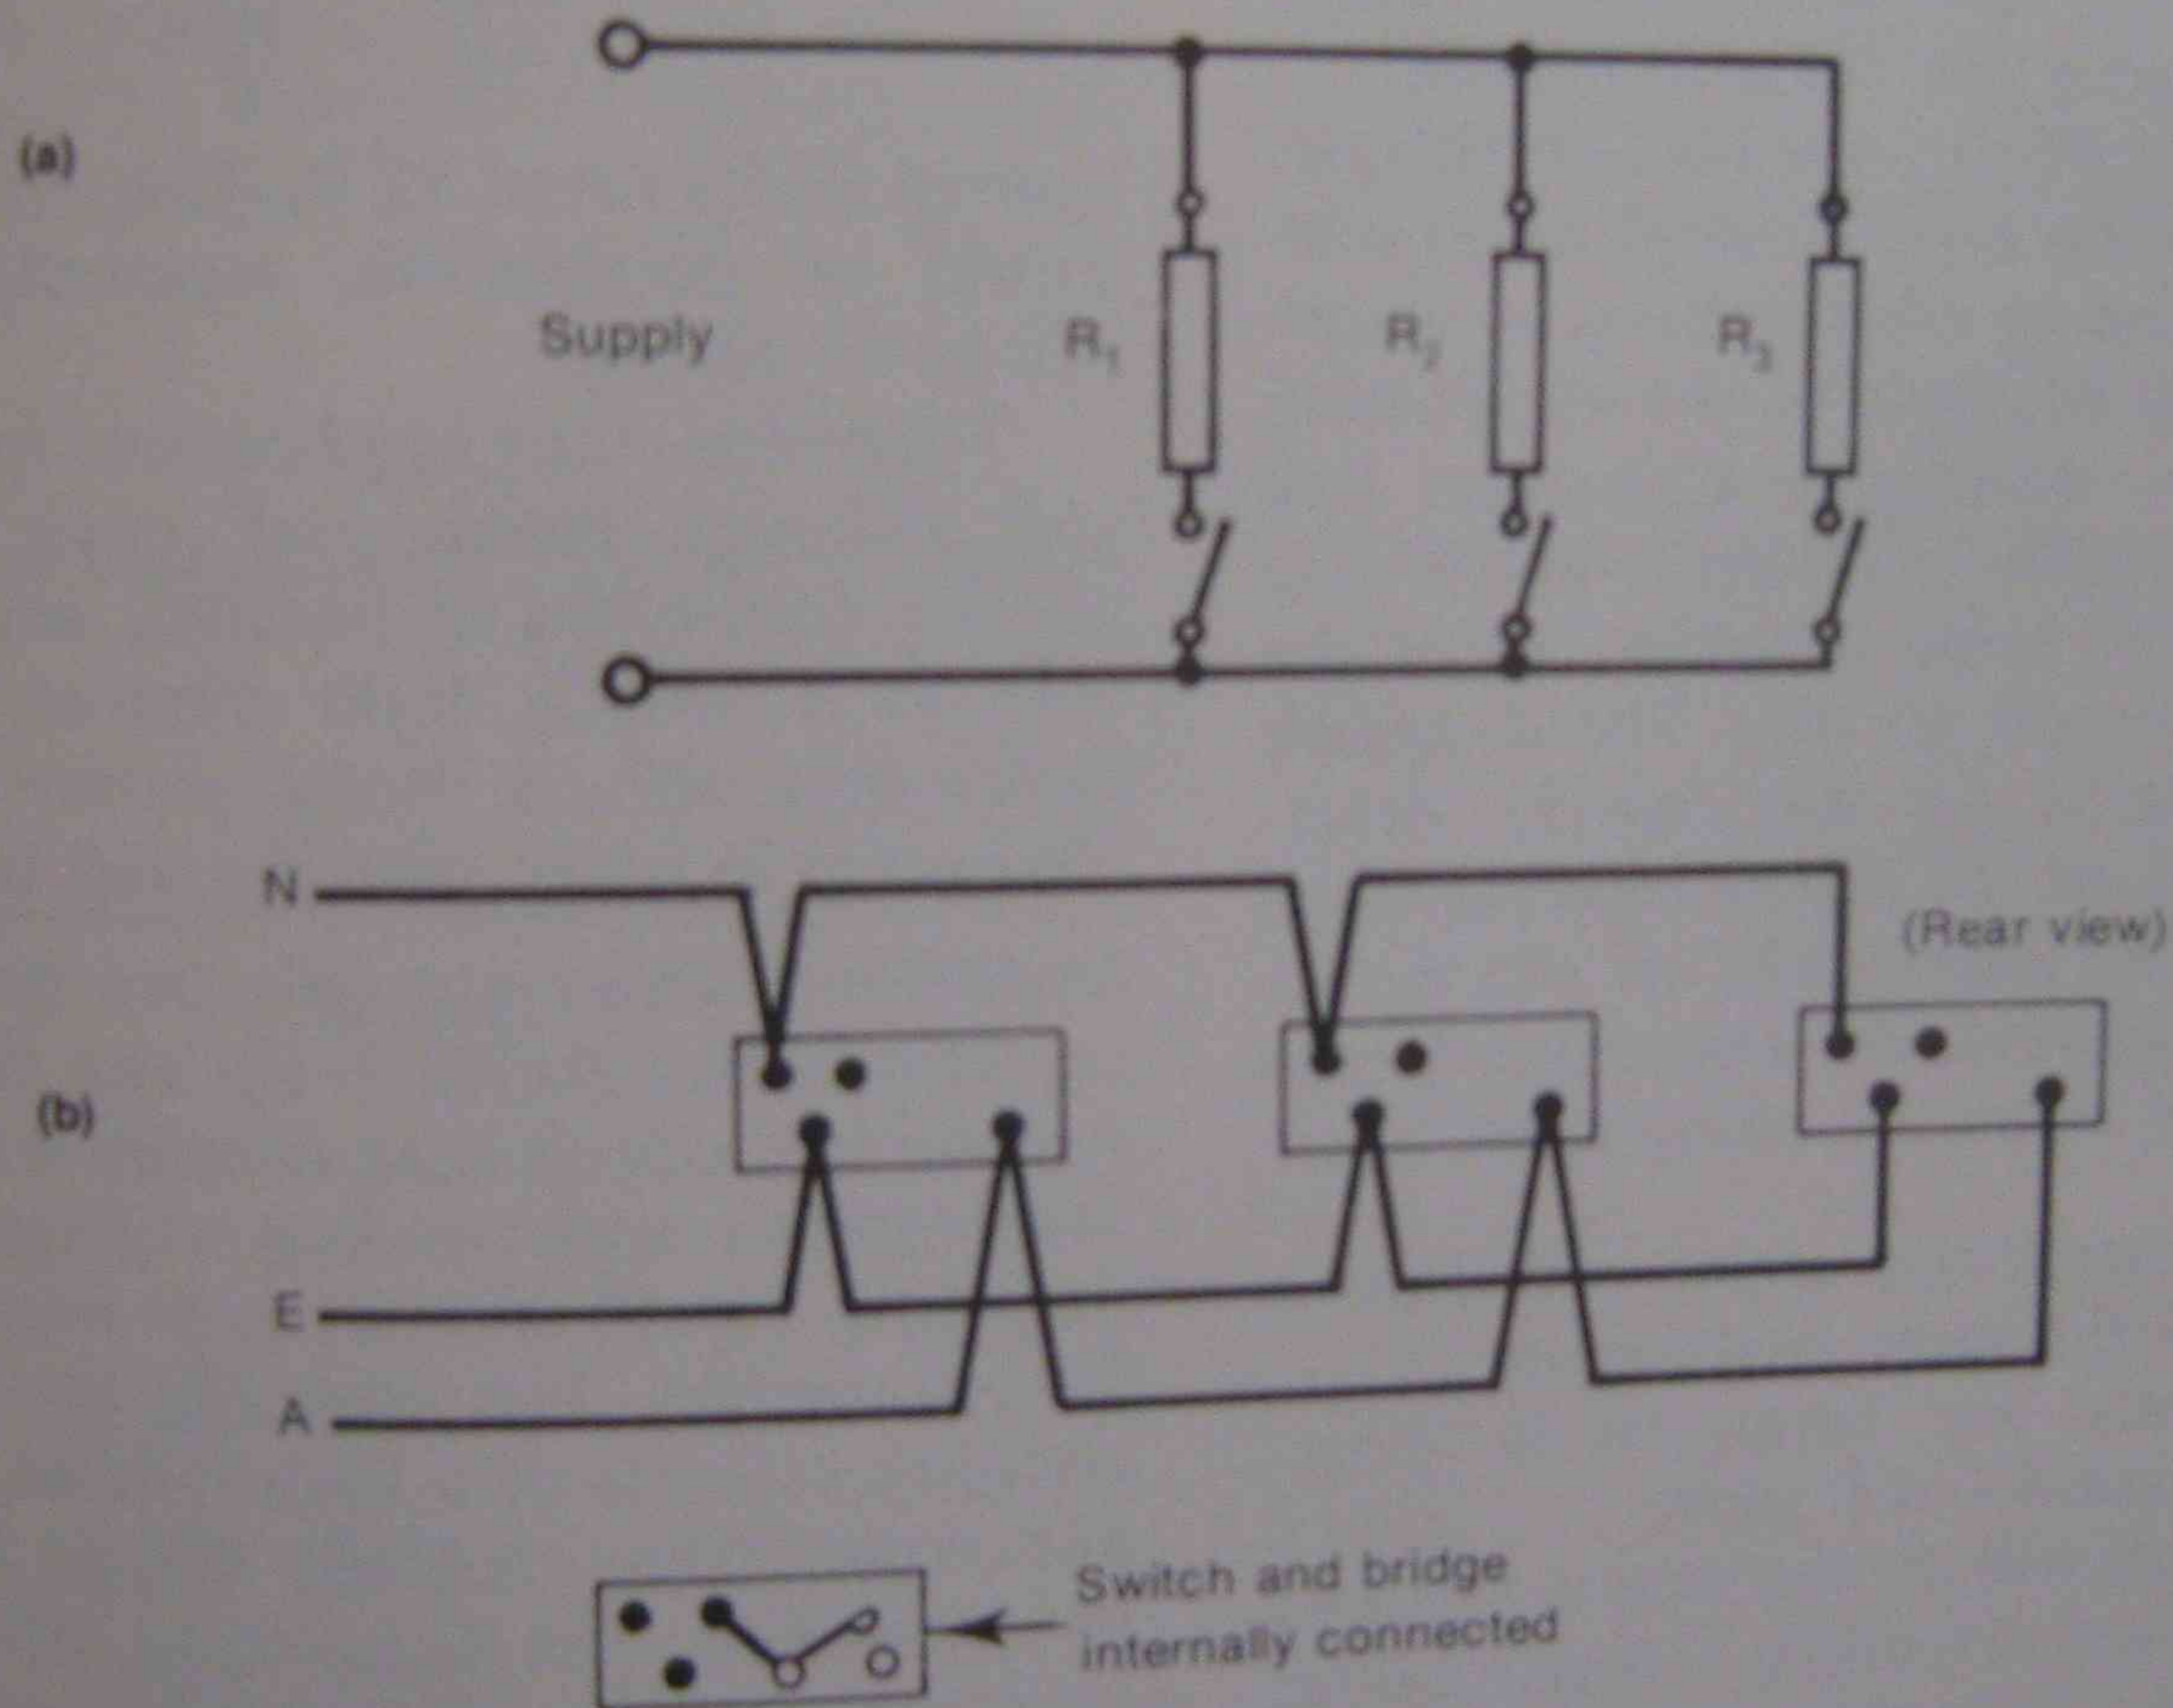 (a)
Supply
R₁
R₂
R₃
N
(Rear view)
(b)
E
A
Switch and bridge
internally connected